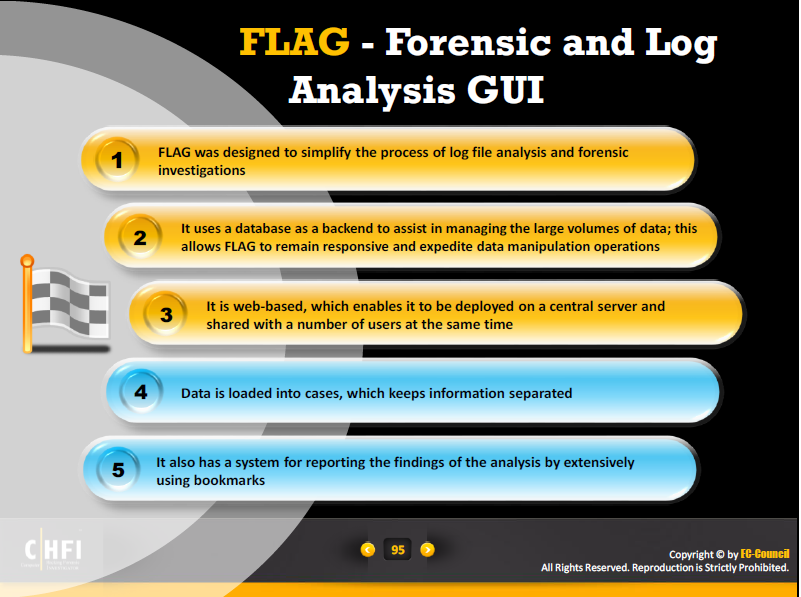 FLAG - Forensic and Log
Analysis GUI
1
FLAG was designed to simplify the process of log file analysis and forensic
investigations
2
It uses a database as a backend to assist in managing the large volumes of data; this
allows FLAG to remain responsive and expedite data manipulation operations
3
It is web-based, which enables it to be deployed on a central server and
shared with a number of users at the same time
4
Data is loaded into cases, which keeps information separated
5
It also has a system for reporting the findings of the analysis by extensively
using bookmarks
CHFI
95
Copyright © by EC-Council
All Rights Reserved. Reproduction is Strictly Prohibited.